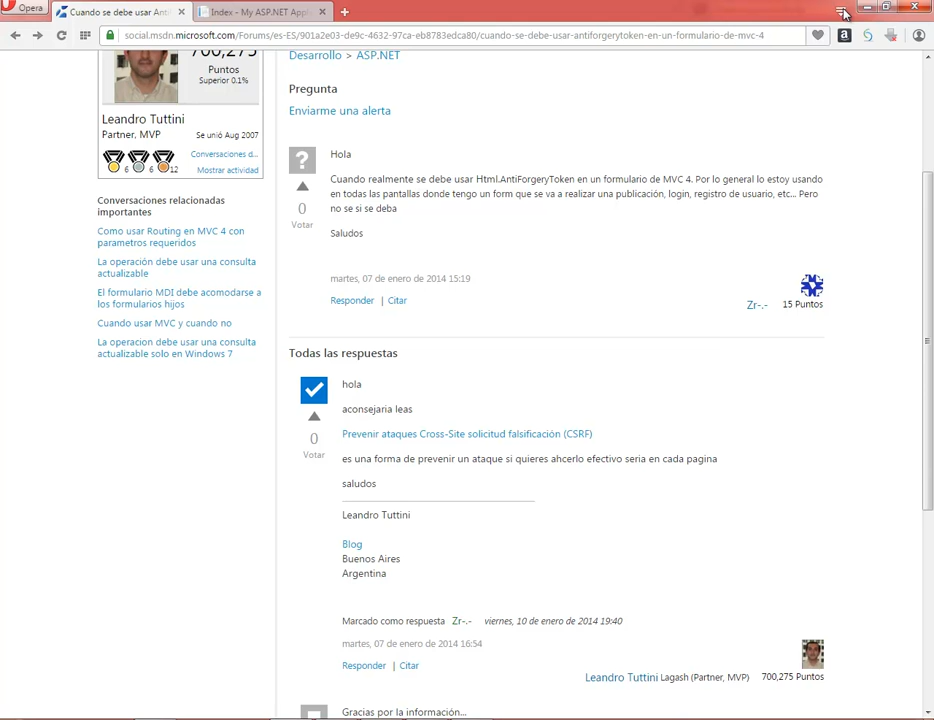 Opera
Cuando se debe usar Anti
Index - My ASP.NET Appl
social.msdn.microsoft.com/Forums/es-ES/901a2e03-de9c-4632-97ca-eb8783edca80/cuando-se-debe-usar-antiforgerytoken-en-un-formulario-de-mvc-4
700,275
Puntos
Superior 0.1%
Leandro Tuttini
Partner, MVP
Se unió Aug 2007
6 6 12
Conversaciones d...
Mostrar actividad
Conversaciones relacionadas
importantes
Como usar Routing en MVC 4 con
parametros requeridos
La operación debe usar una consulta
actualizable
El formulario MDI debe acomodarse a
los formularios hijos
Cuando usar MVC y cuando no
La operacion debe usar una consulta
actualizable solo en Windows 7
Desarrollo > ASP.NET
Pregunta
Enviarme una alerta
?
0
Votar
Hola
Cuando realmente se debe usar Html.AntiForgeryToken en un formulario de MVC 4. Por lo general lo estoy usando
en todas las pantallas donde tengo un form que se va a realizar una publicación, login, registro de usuario, etc... Pero
no se si se deba
Saludos
martes, 07 de enero de 2014 15:19
Responder | Citar
Zr-.- 15 Puntos
Todas las respuestas
0
Votar
hola
aconsejaria leas
Prevenir ataques Cross-Site solicitud falsificación (CSRF)
es una forma de prevenir un ataque si quieres ahcerlo efectivo seria en cada pagina
saludos
Leandro Tuttini
Blog
Buenos Aires
Argentina
Marcado como respuesta Zr-.- viernes, 10 de enero de 2014 19:40
martes, 07 de enero de 2014 16:54
Responder | Citar
Leandro Tuttini Lagash (Partner, MVP) 700,275 Puntos
Gracias por la información...